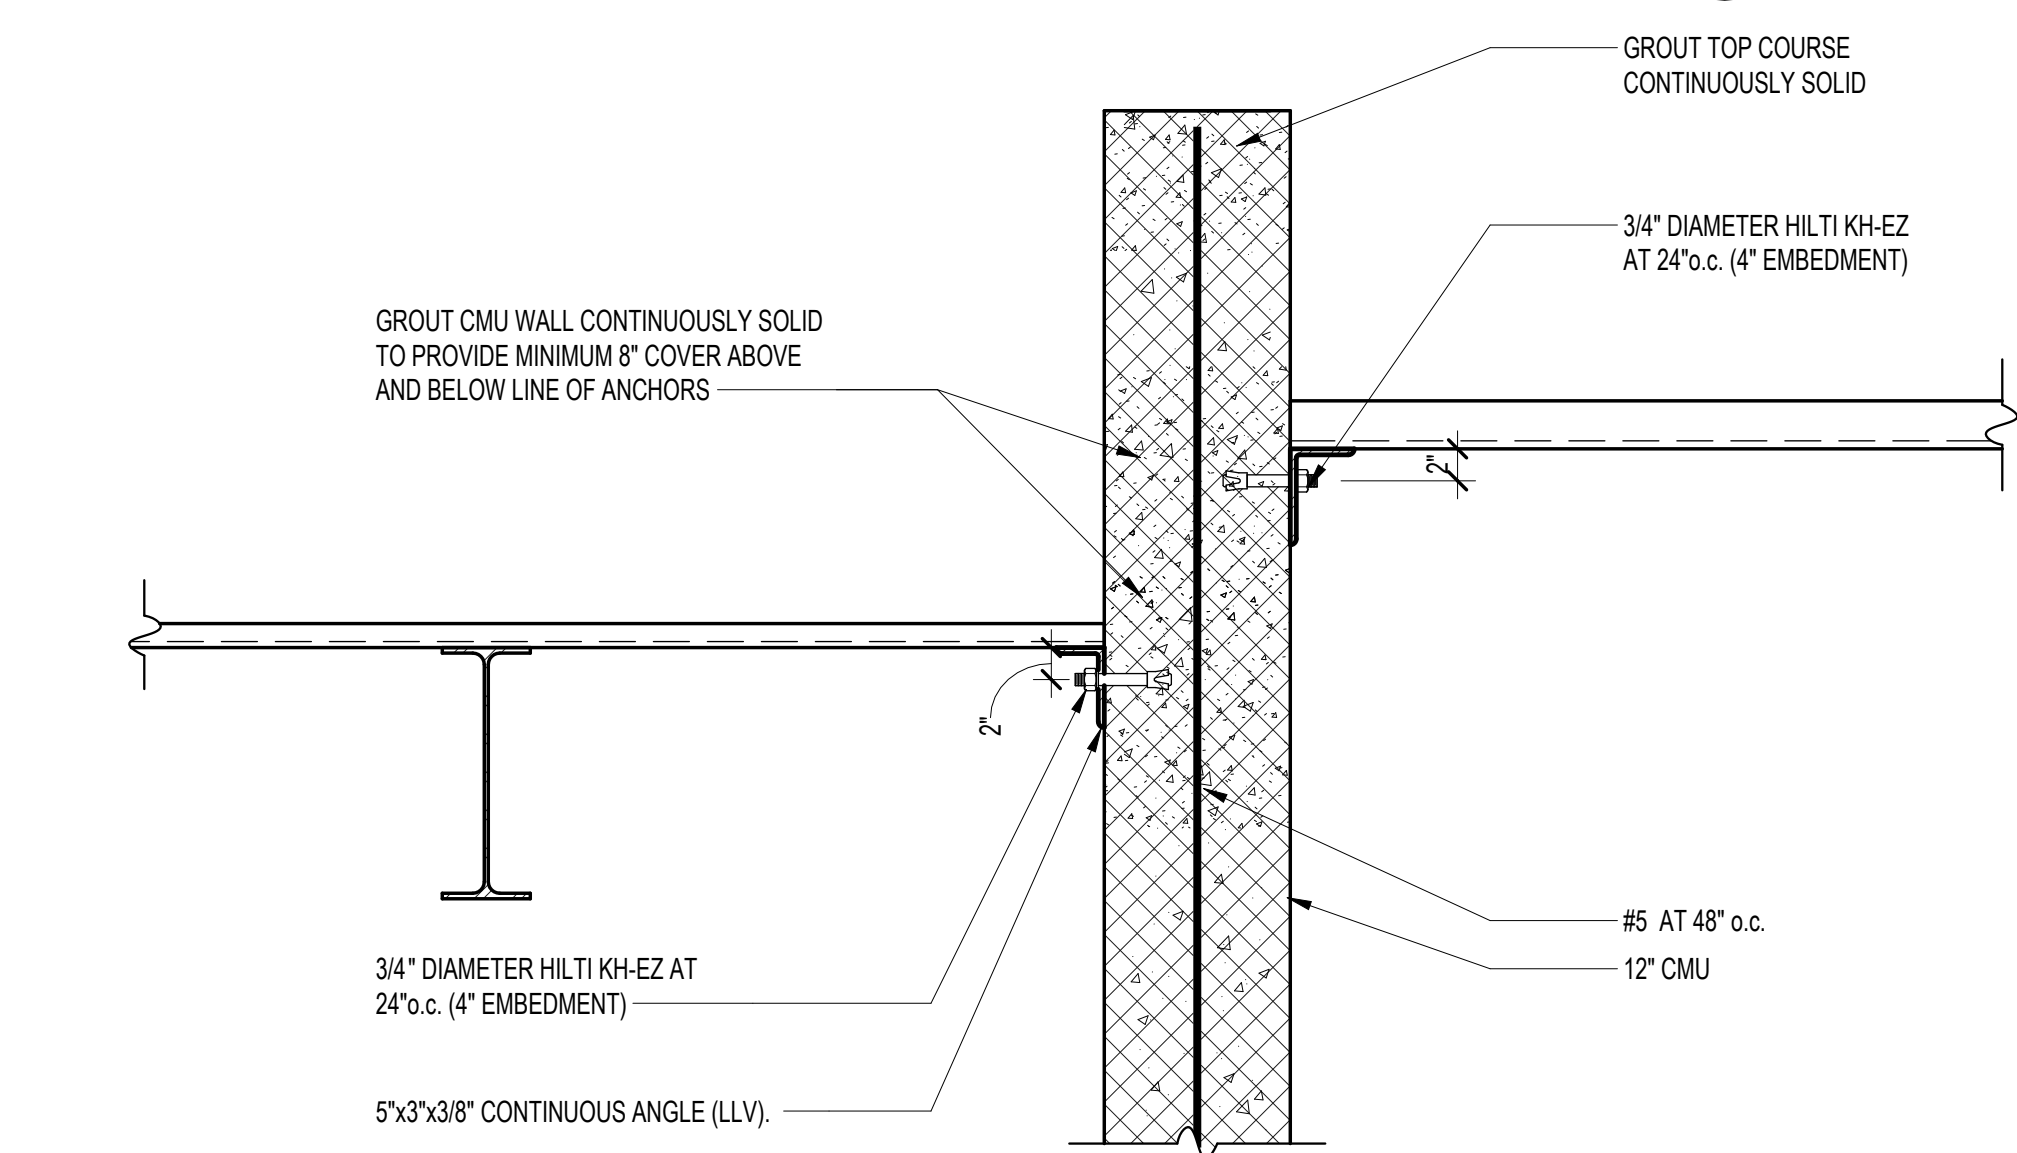 GROUT TOP COURSE
CONTINUOUSLY SOLID
3/4" DIAMETER HILTI KH-EZ
AT 24"o.c. (4" EMBEDMENT)
GROUT CMU WALL CONTINUOUSLY SOLID
TO PROVIDE MINIMUM 8" COVER ABOVE
AND BELOW LINE OF ANCHORS
2"
2"
3/4" DIAMETER HILTI KH-EZ AT
24"o.c. (4" EMBEDMENT)
5"x3"x3/8" CONTINUOUS ANGLE (LLV).
#5 AT 48" o.c.
12" CMU